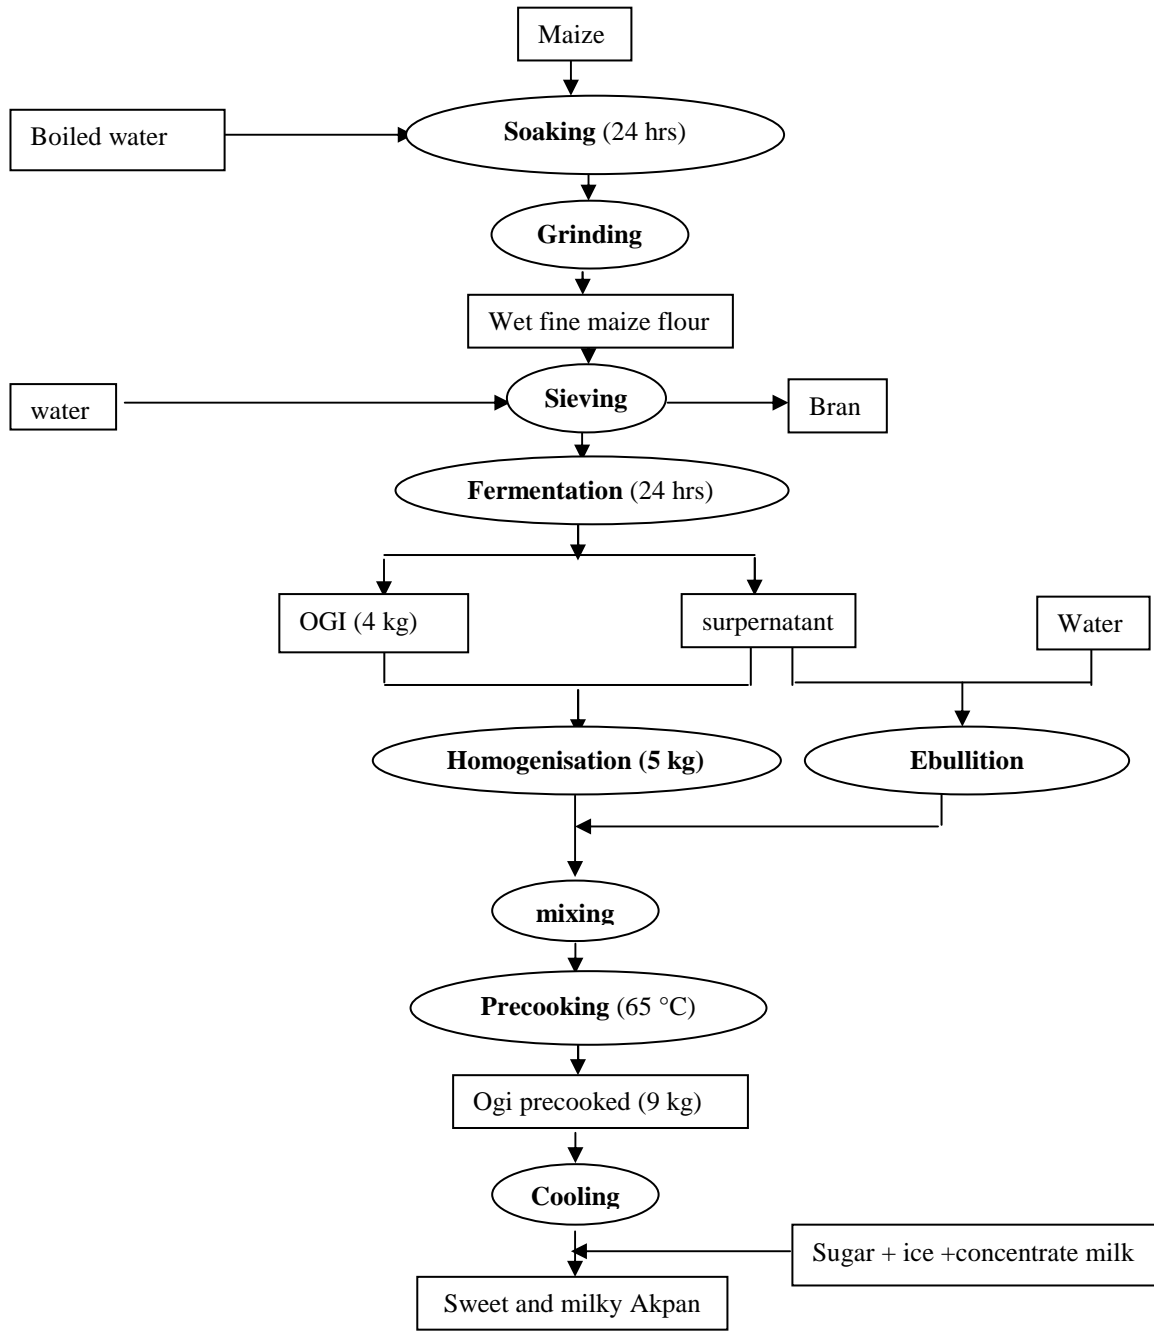 Maize
Boiled water
Soaking (24 hrs)
Grinding
Wet fine maize flour
water
Sieving
Bran
Fermentation (24 hrs)
OGI (4 kg)
surpernatant
Water
Homogenisation (5 kg)
Ebullition
mixing
Precooking (65 °C)
Ogi precooked (9 kg)
Cooling
Sugar + ice +concentrate milk
Sweet and milky Akpan